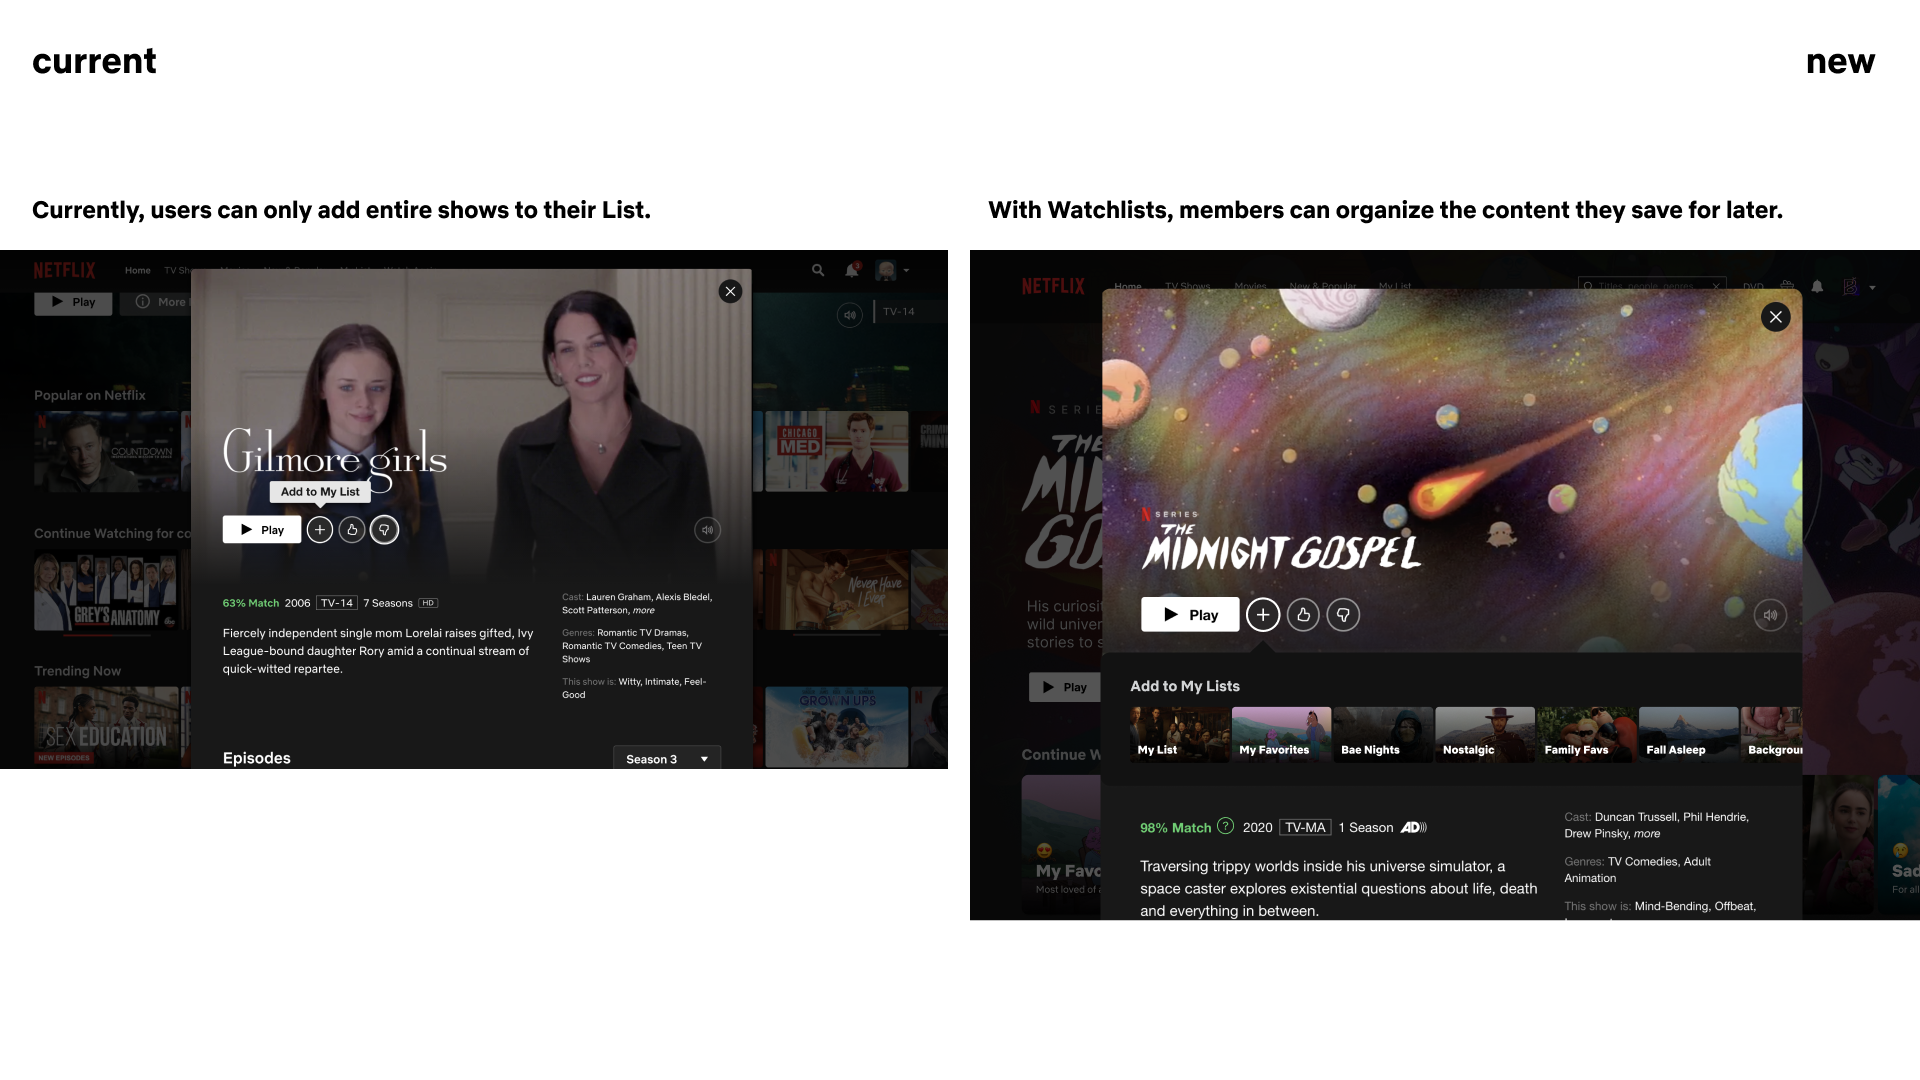 current
new
Currently, users can only add entire shows to their List.
With Watchlists, members can organize the content they save for later.
NETFLIX
Home
TV
Play
More
TV-14
Popular on Netflix
COUNTDOWN
CHICAGO MED
Gilmore girls
Add to My List
Play
Continue Watching for
GREY'S ANATOMY
abc
Never Have I Ever
63% Match 2006 TV-14 7 Seasons HD
Fiercely independent single mom Lorelai raises gifted, Ivy
League-bound daughter Rory amid a continual stream of
quick-witted repartee.
Cast: Lauren Graham, Alexis Bledel,
Scott Patterson, more
Genres: Romantic TV Dramas,
Romantic TV Comedies, Teen TV
Shows
This show is: Witty, Intimate, Feel-
Good
Trending Now
SEX EDUCATION
NEW EPISODES
GROWN UPS
Episodes
Season 3
NETFLIX
Home TV Shows Movies New & Popular My List
Titles, people, genres
DVD
N SERIES
THE
His curiosit
wild univer
stories to s
Play
N SERIES
THE
MIDNIGHT GOSPEL
Play
Add to My Lists
My List
My Favorites
Bae Nights
Nostalgic
Family Favs
Fall Asleep
Backgrou
Continue W
My Favo
Most loved of
98% Match ? 2020 TV-MA 1 Season AD)))
Traversing trippy worlds inside his universe simulator, a
space caster explores existential questions about life, death
and everything in between.
Cast: Duncan Trussell, Phil Hendrie,
Drew Pinsky, more
Genres: TV Comedies, Adult
Animation
This show is: Mind-Bending, Offbeat,
Sad
For all